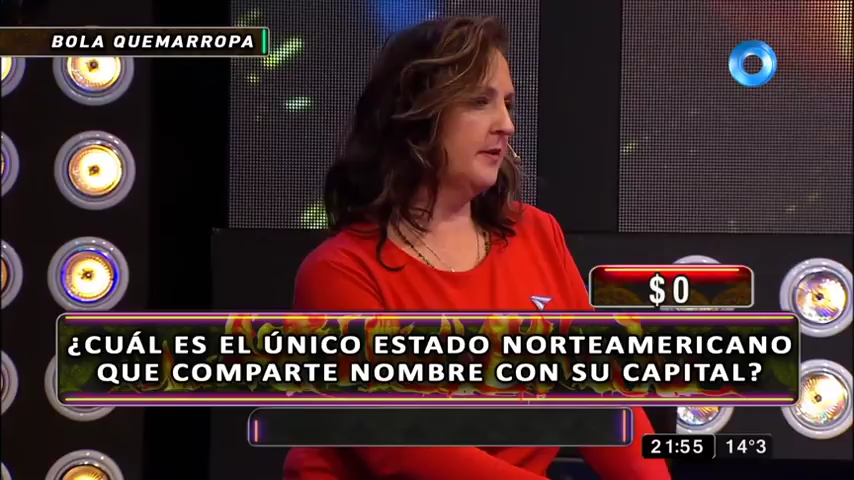 BOLA QUEMARROPA
$0
¿CUÁL ES EL ÚNICO ESTADO NORTEAMERICANO
QUE COMPARTE NOMBRE CON SU CAPITAL?
21:55 14°3